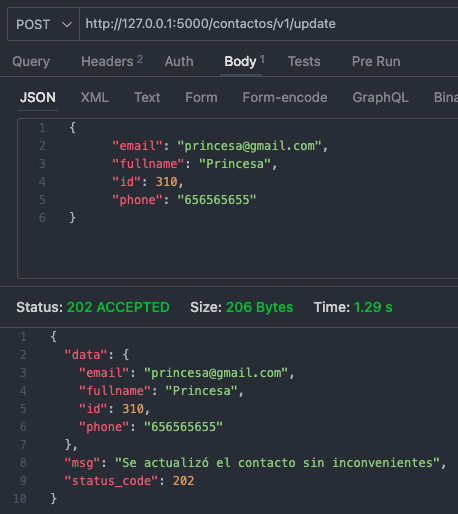 POST http://127.0.0.1:5000/contactos/v1/update
Query Headers 2 Auth Body 1 Tests Pre Run
JSON XML Text Form Form-encode GraphQL Bina
1 {
2 "email": "princesa@gmail.com",
3 "fullname": "Princesa",
4 "id": 310,
5 "phone": "656565655"
6 }
Status: 202 ACCEPTED Size: 206 Bytes Time: 1.29 s
1 {
2 "data": {
3 "email": "princesa@gmail.com",
4 "fullname": "Princesa",
5 "id": 310,
6 "phone": "656565655"
7 },
8 "msg": "Se actualizó el contacto sin inconvenientes",
9 "status_code": 202
10 }